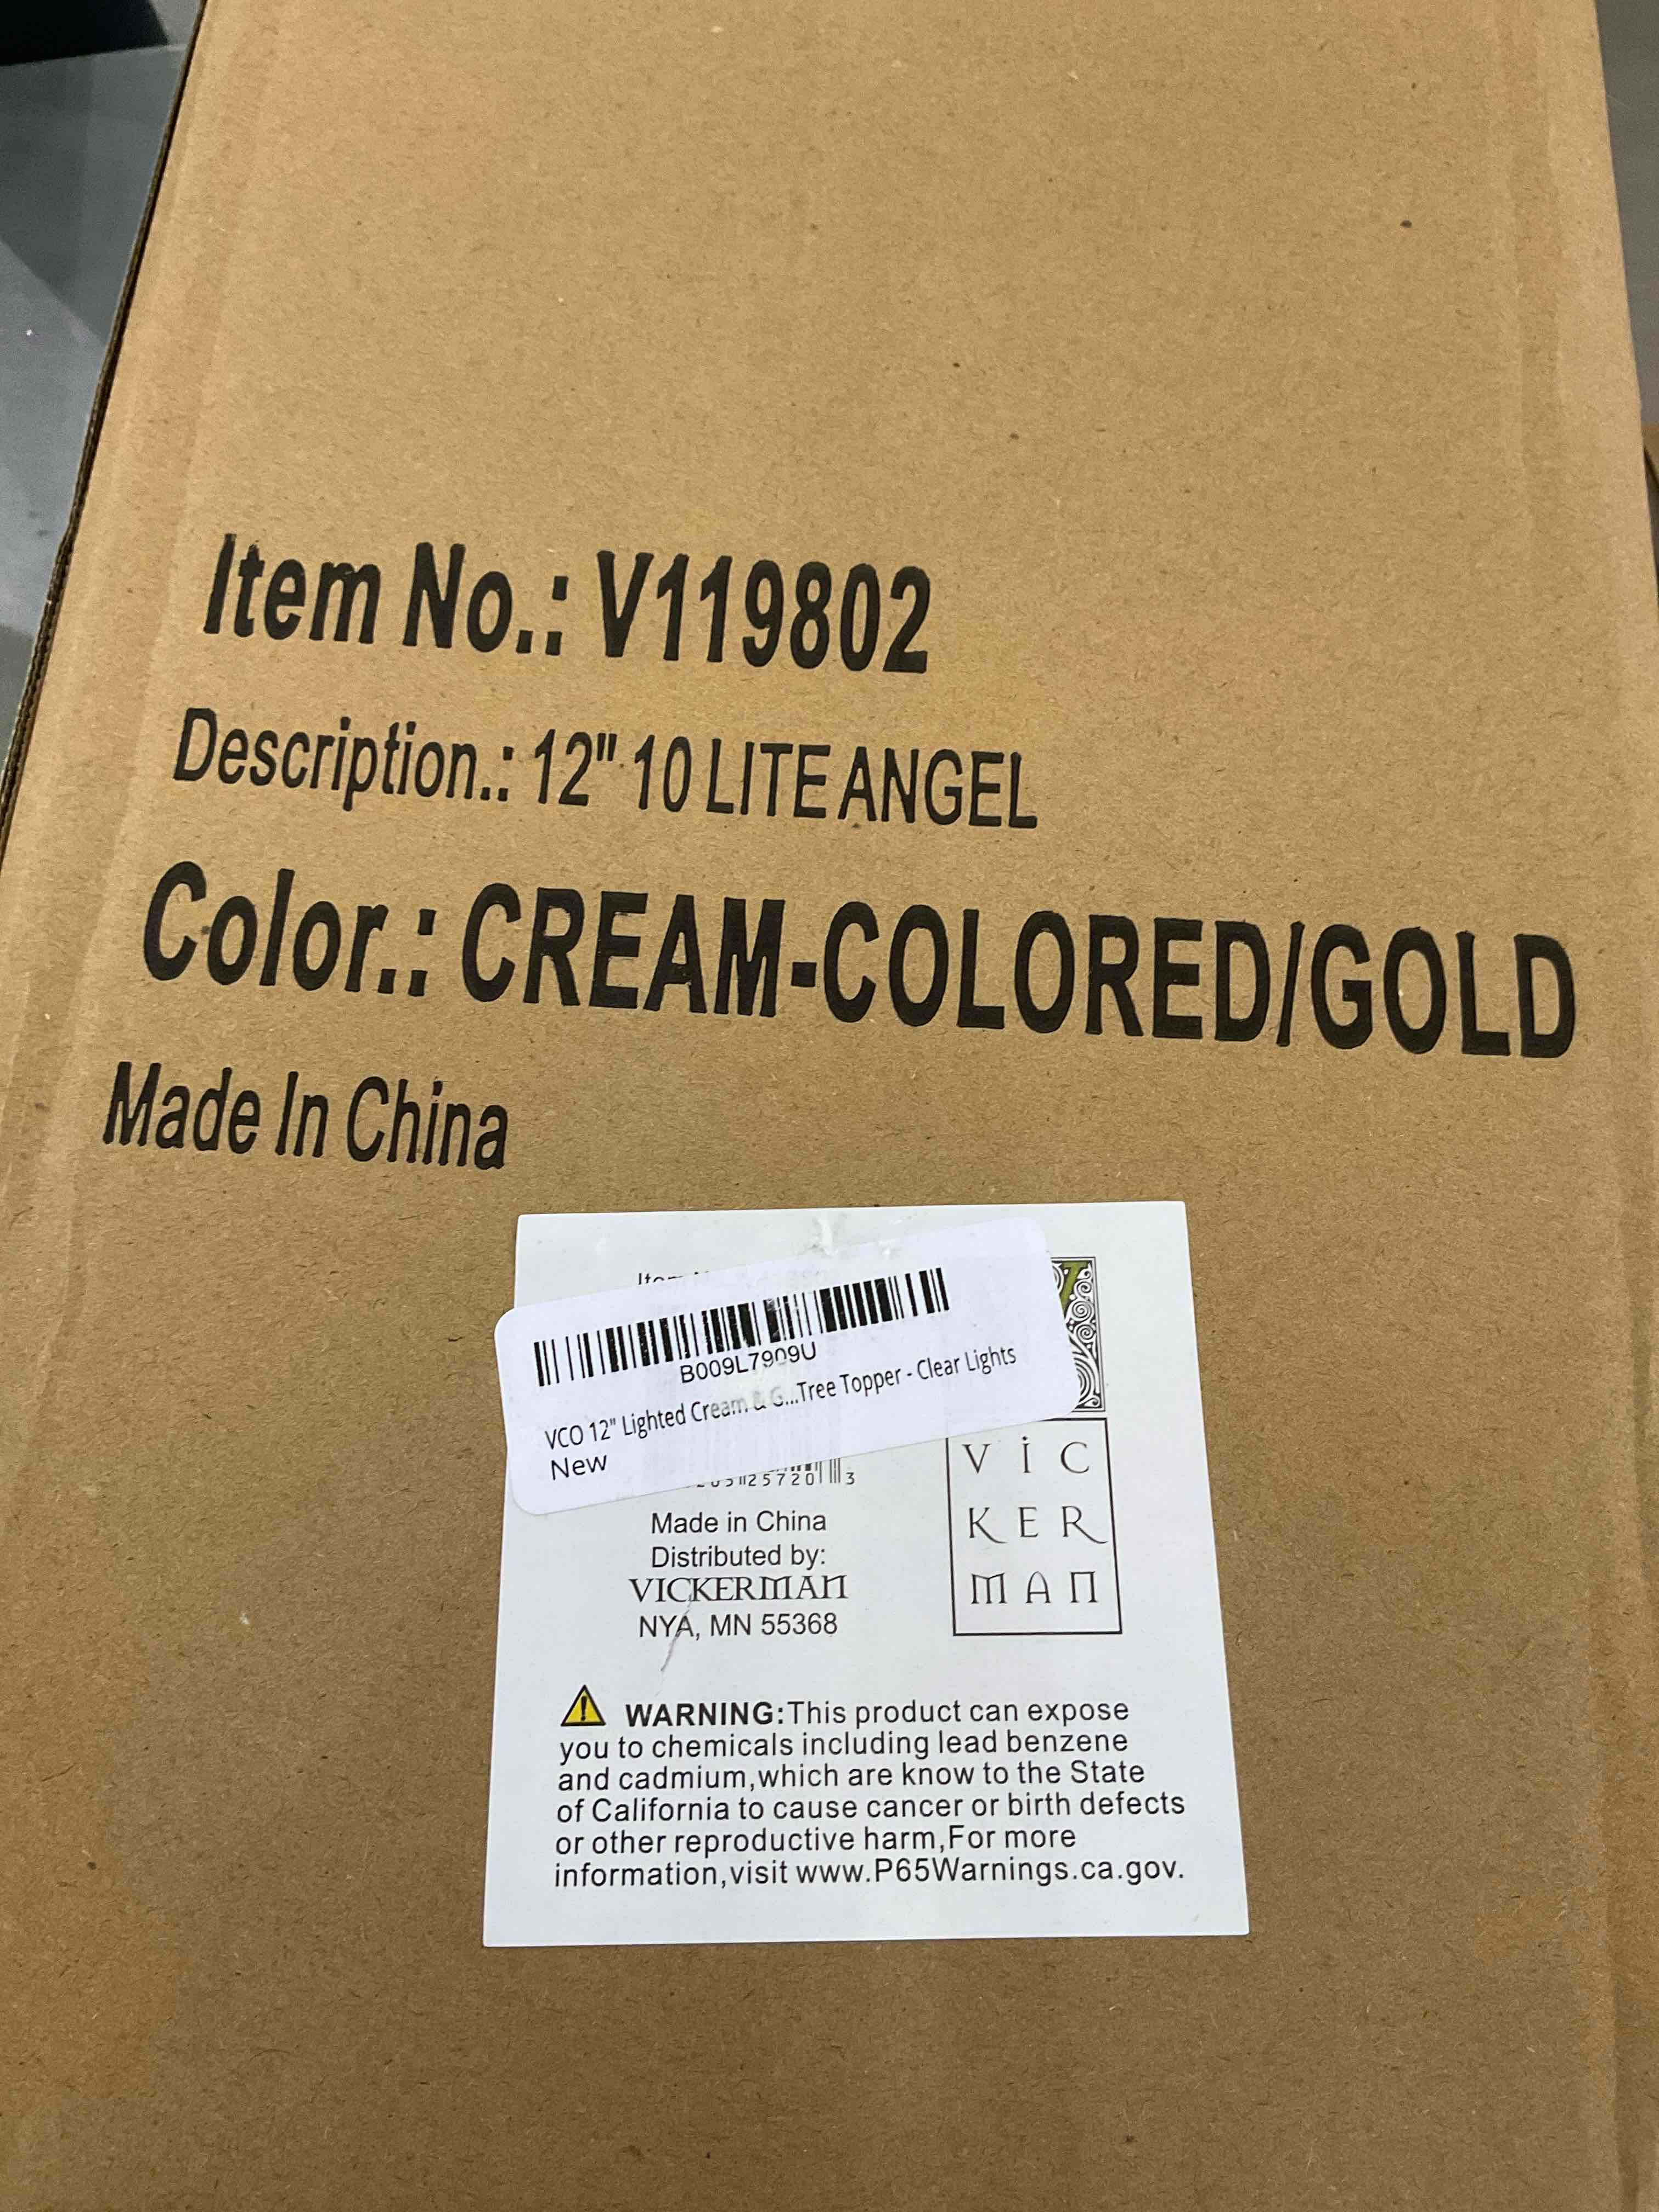 Item No.: V119802
Description.: 12" 10 LITE ANGEL
Color.: CREAM-COLORED/GOLD
Made In China
B009L7909U
VCO 12" Lighted Cream & G...Tree Topper - Clear Lights
New
25720 3
Made in China
Distributed by:
VICKERMAN
NYA, MN 55368
V
VIC
KER
MAN
WARNING:This product can expose
you to chemicals including lead benzene
and cadmium,which are know to the State
of California to cause cancer or birth defects
or other reproductive harm,For more
information,visit www.P65Warnings.ca.gov.